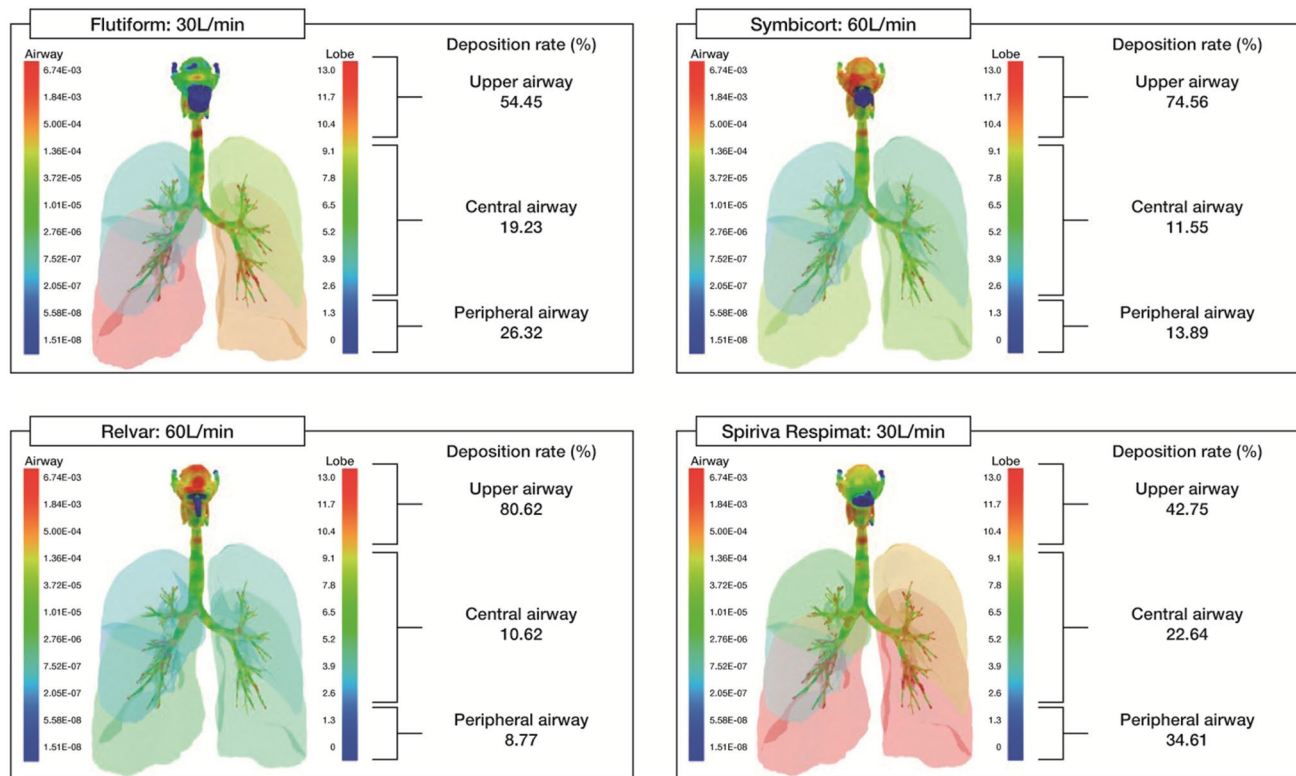 Flutiform: 30L/min
Airway
6.74E-03
1.84E-03
5.00E-04
1.36E-04
3.72E-05
1.01E-05
2.76E-06
7.52E-07
2.05E-07
5.58E-08
1.51E-08
Lobe
13.0
11.7
10.4
9.1
7.8
6.5
5.2
3.9
2.6
1.3
0
Deposition rate (%)
Upper airway
54.45
Central airway
19.23
Peripheral airway
26.32
Symbicort: 60L/min
Airway
6.74E-03
1.84E-03
5.00E-04
1.36E-04
3.72E-05
1.01E-05
2.76E-06
7.52E-07
2.05E-07
5.58E-08
1.51E-08
Lobe
13.0
11.7
10.4
9.1
7.8
6.5
5.2
3.9
2.6
1.3
0
Deposition rate (%)
Upper airway
74.56
Central airway
11.55
Peripheral airway
13.89
Relvar: 60L/min
Airway
6.74E-03
1.84E-03
5.00E-04
1.36E-04
3.72E-05
1.01E-05
2.76E-06
7.52E-07
2.05E-07
5.58E-08
1.51E-08
Lobe
13.0
11.7
10.4
9.1
7.8
6.5
5.2
3.9
2.6
1.3
0
Deposition rate (%)
Upper airway
80.62
Central airway
10.62
Peripheral airway
8.77
Spiriva Respimat: 30L/min
Airway
6.74E-03
1.84E-03
5.00E-04
1.36E-04
3.72E-05
1.01E-05
2.76E-06
7.52E-07
2.05E-07
5.58E-08
1.51E-08
Lobe
13.0
11.7
10.4
9.1
7.8
6.5
5.2
3.9
2.6
1.3
0
Deposition rate (%)
Upper airway
42.75
Central airway
22.64
Peripheral airway
34.61